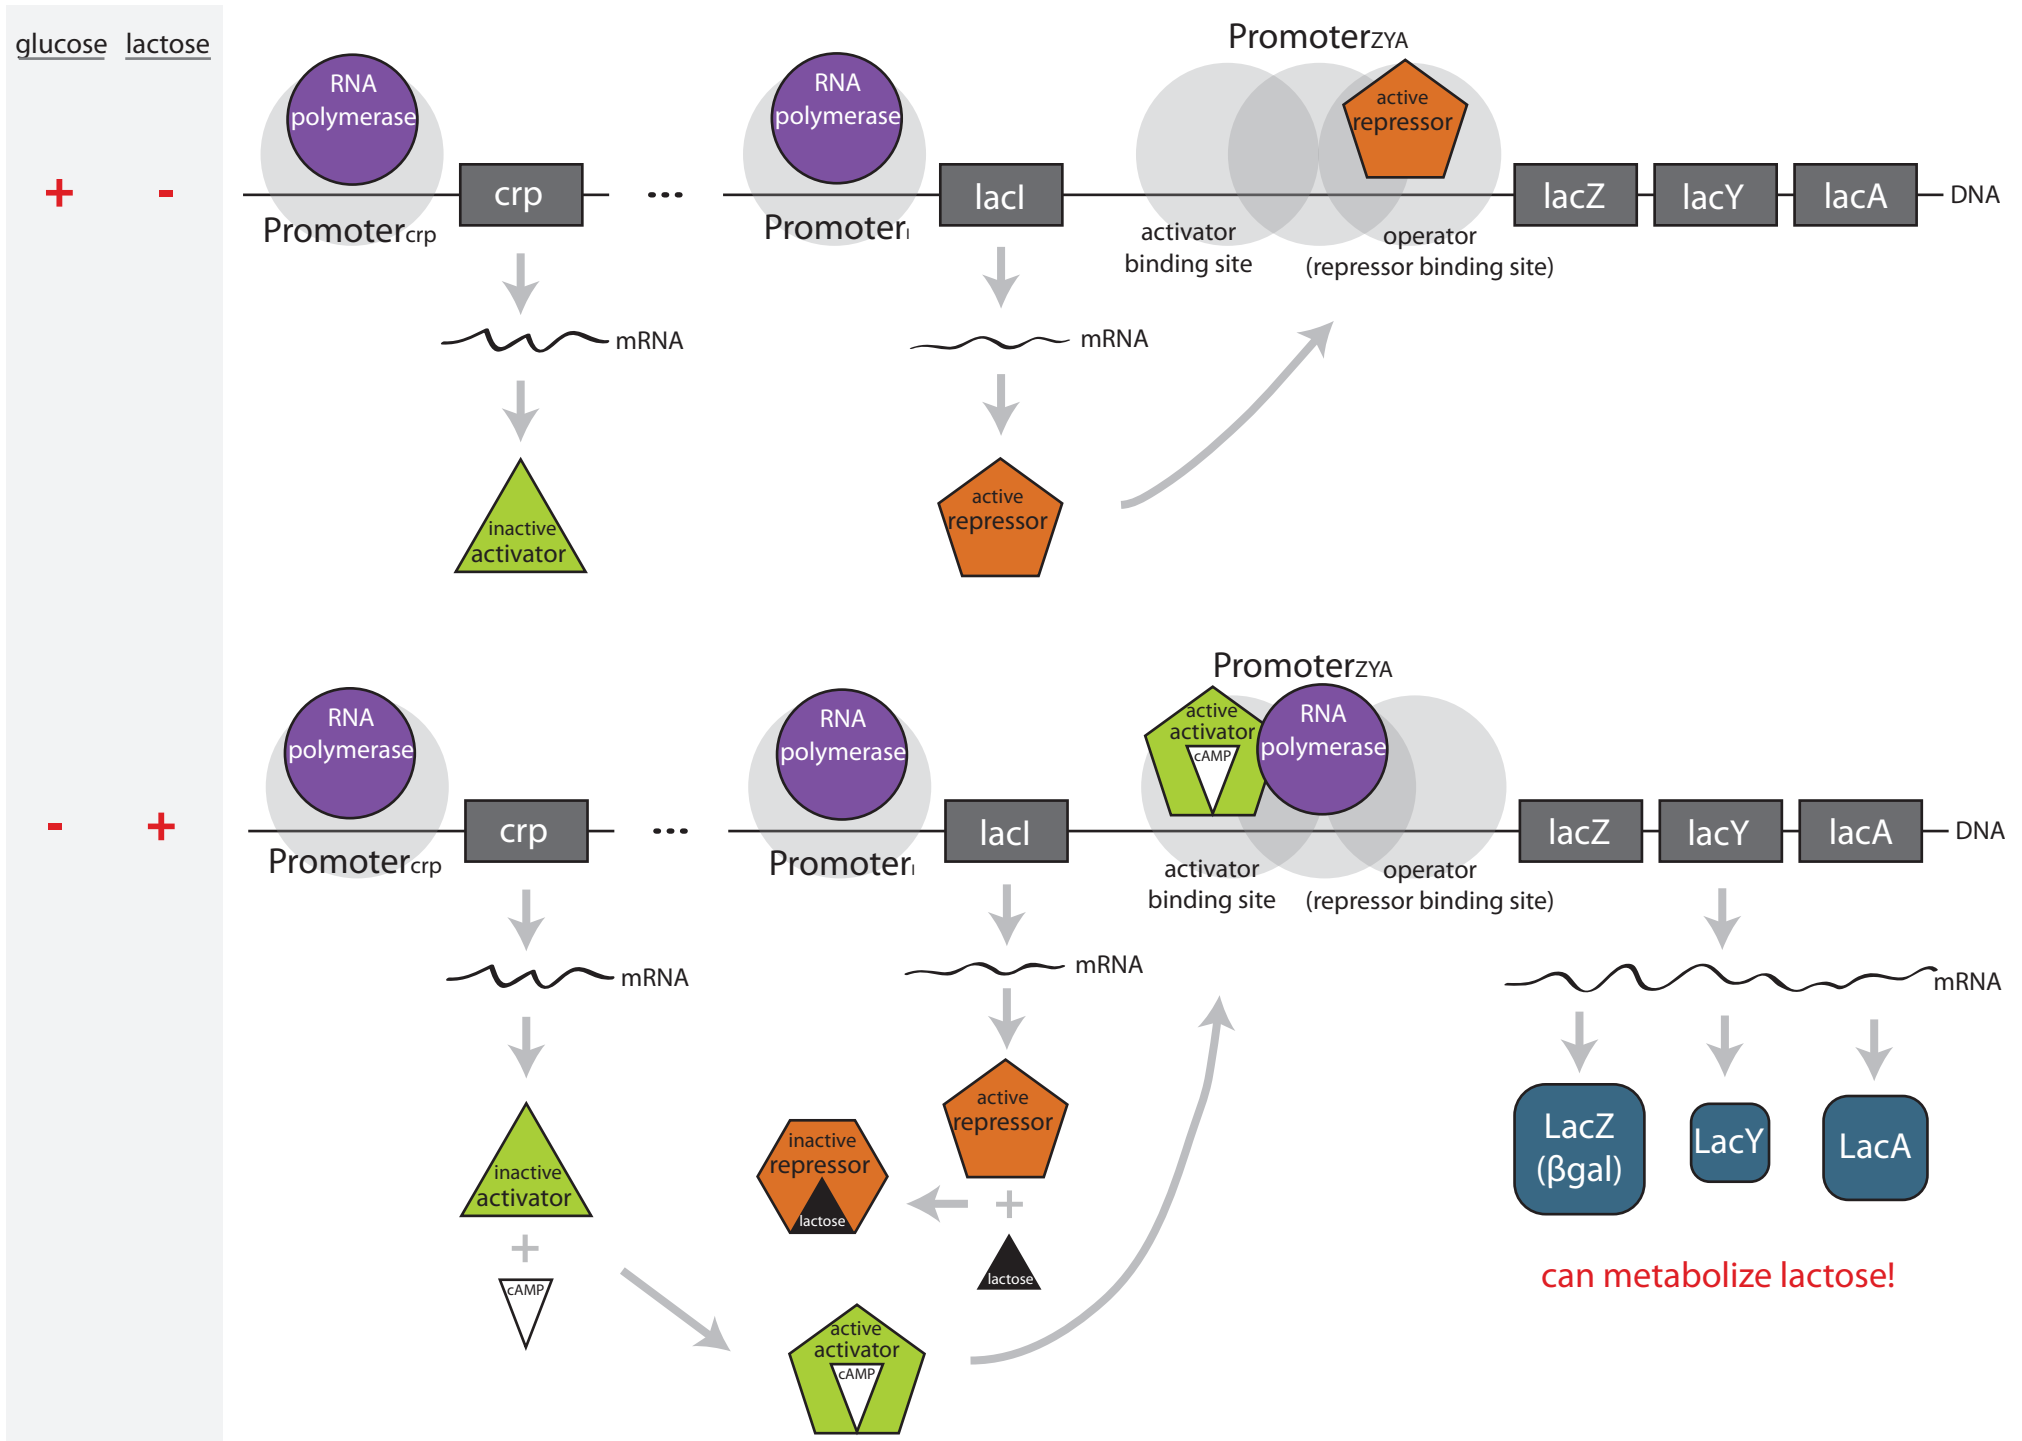 glucose lactose
PromoterZYA
RNA
polymerase
RNA
polymerase
active
repressor
+ -
crp
...
lacI
lacZ
lacY
lacA
DNA
Promotercrp
PromoterI
activator
binding site
operator
(repressor binding site)
mRNA
mRNA
inactive
activator
active
repressor
PromoterZYA
RNA
polymerase
RNA
polymerase
active
activator
cAMP
RNA
polymerase
- +
crp
...
lacI
lacZ
lacY
lacA
DNA
Promotercrp
PromoterI
activator
binding site
operator
(repressor binding site)
mRNA
mRNA
mRNA
inactive
activator
+
cAMP
inactive
repressor
lactose
active
repressor
+
lactose
LacZ
(βgal)
LacY
LacA
can metabolize lactose!
active
activator
cAMP